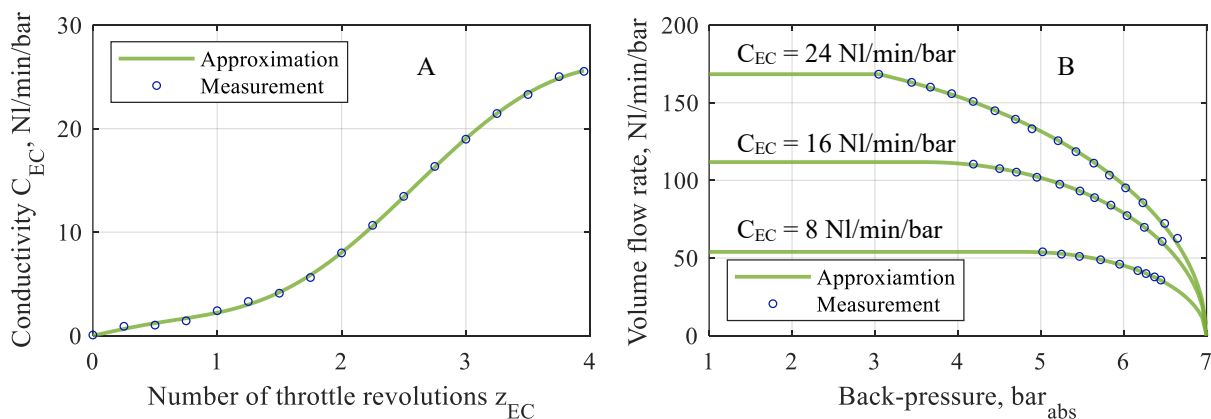 Conductivity C_EC, Nl/min/bar
30
20
10
0
Approximation
Measurement
A
0 1 2 3 4
Number of throttle revolutions z_EC
Volume flow rate, Nl/min/bar
200
150
100
50
0
C_EC = 24 Nl/min/bar
B
C_EC = 16 Nl/min/bar
C_EC = 8 Nl/min/bar
Approxiamtion
Measurement
1 2 3 4 5 6 7
Back-pressure, bar_abs